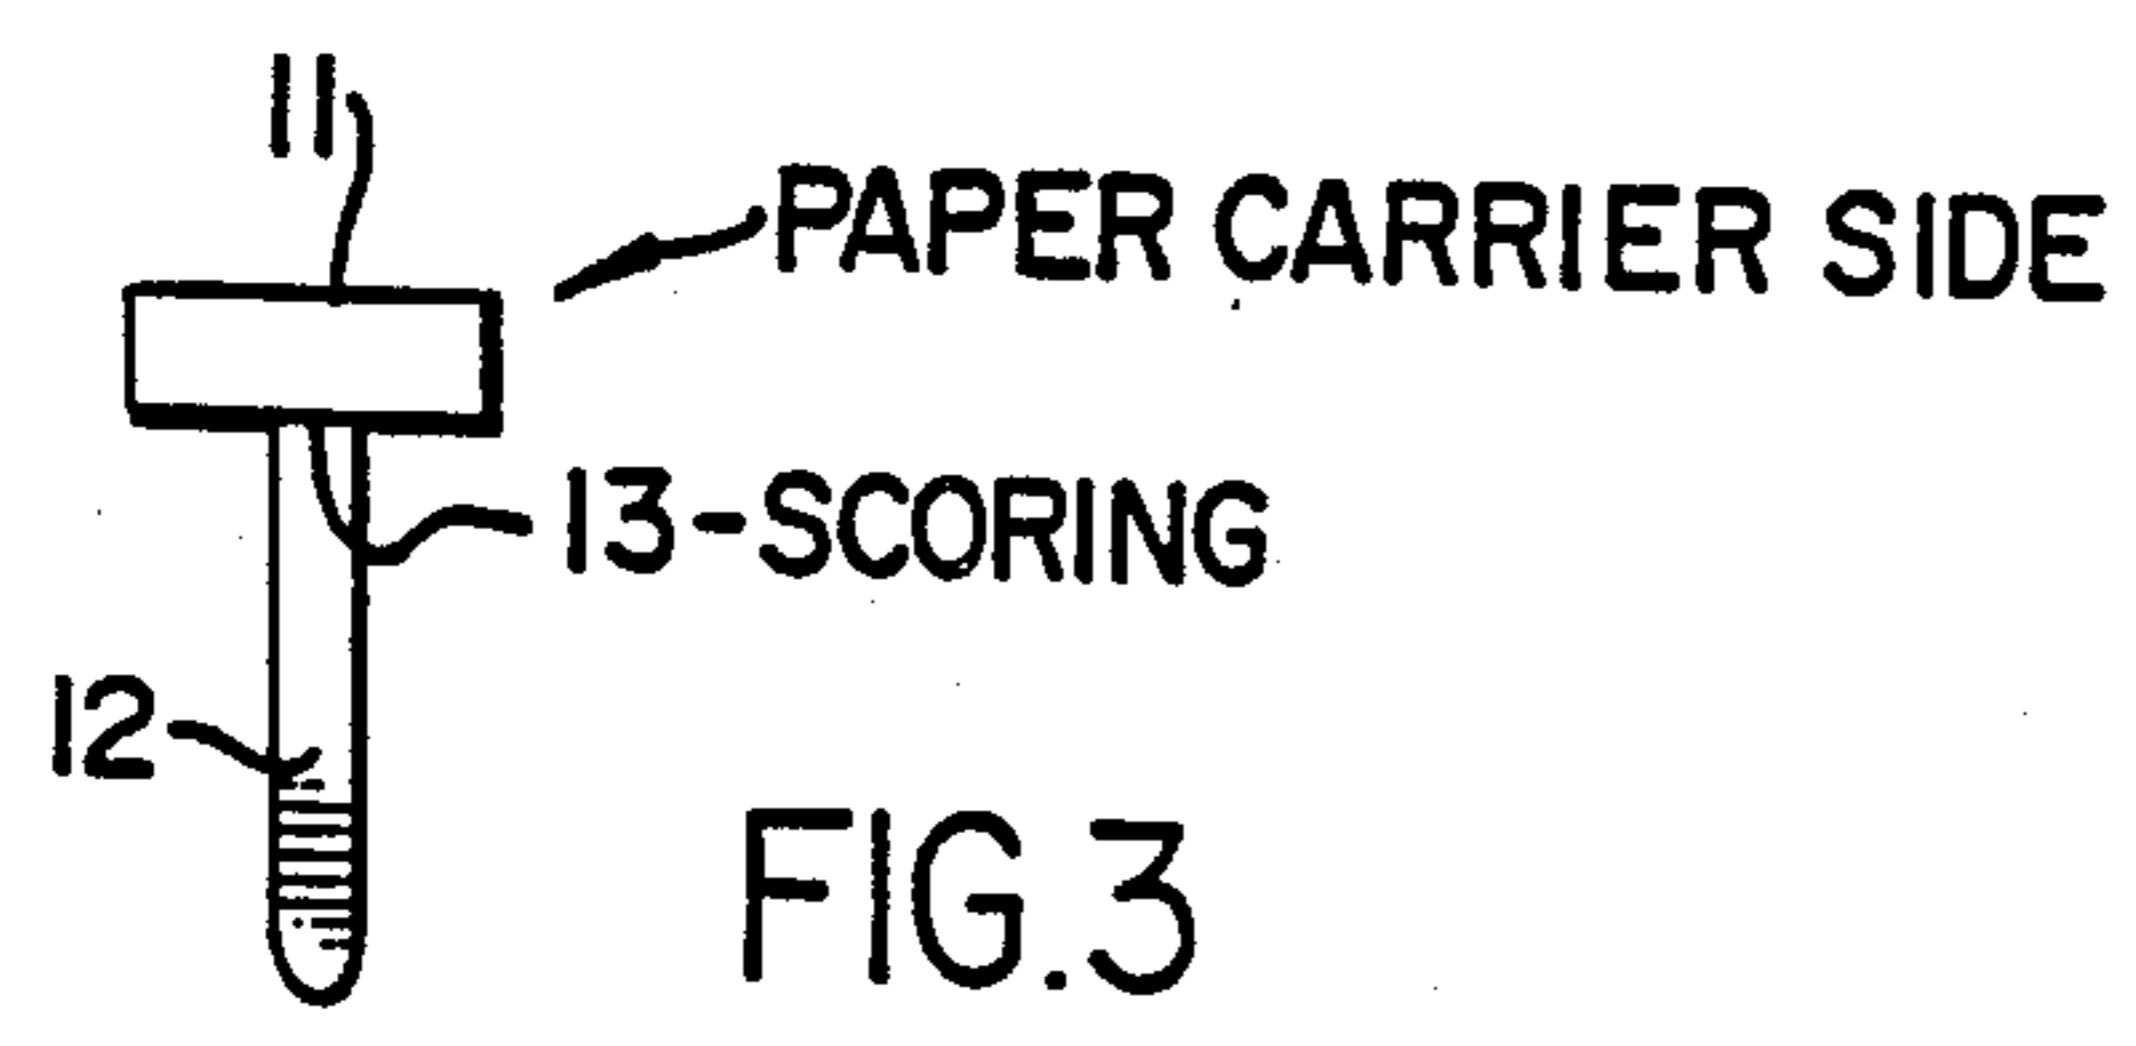 11
PAPER CARRIER SIDE
13-SCORING
12
FIG.3